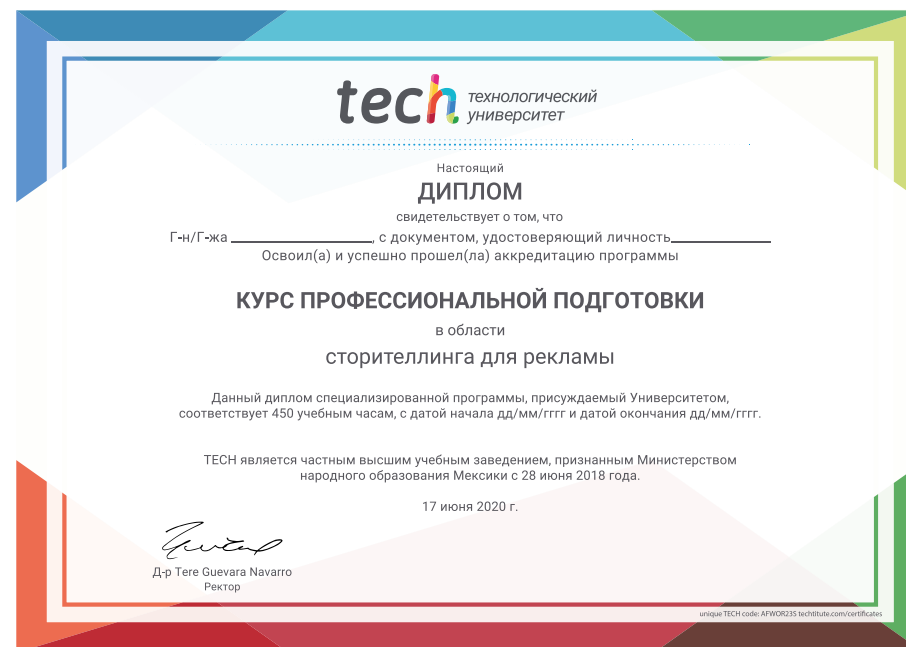 tech технологический
университет
Настоящий
ДИПЛОМ
свидетельствует о том, что
Г-н/Г-жа ____________________, с документом, удостоверяющий личность______________
Освоил(а) и успешно прошел(ла) аккредитацию программы
КУРС ПРОФЕССИОНАЛЬНОЙ ПОДГОТОВКИ
в области
сторителлинга для рекламы
Данный диплом специализированной программы, присуждаемый Университетом,
соответствует 450 учебным часам, с датой начала дд/мм/гггг и датой окончания дд/мм/гггг.
TECH является частным высшим учебным заведением, признанным Министерством
народного образования Мексики с 28 июня 2018 года.
17 июня 2020 г.
Д-р Tere Guevara Navarro
Ректор
unique TECH code: AFWOR235 techtitute.com/certificates